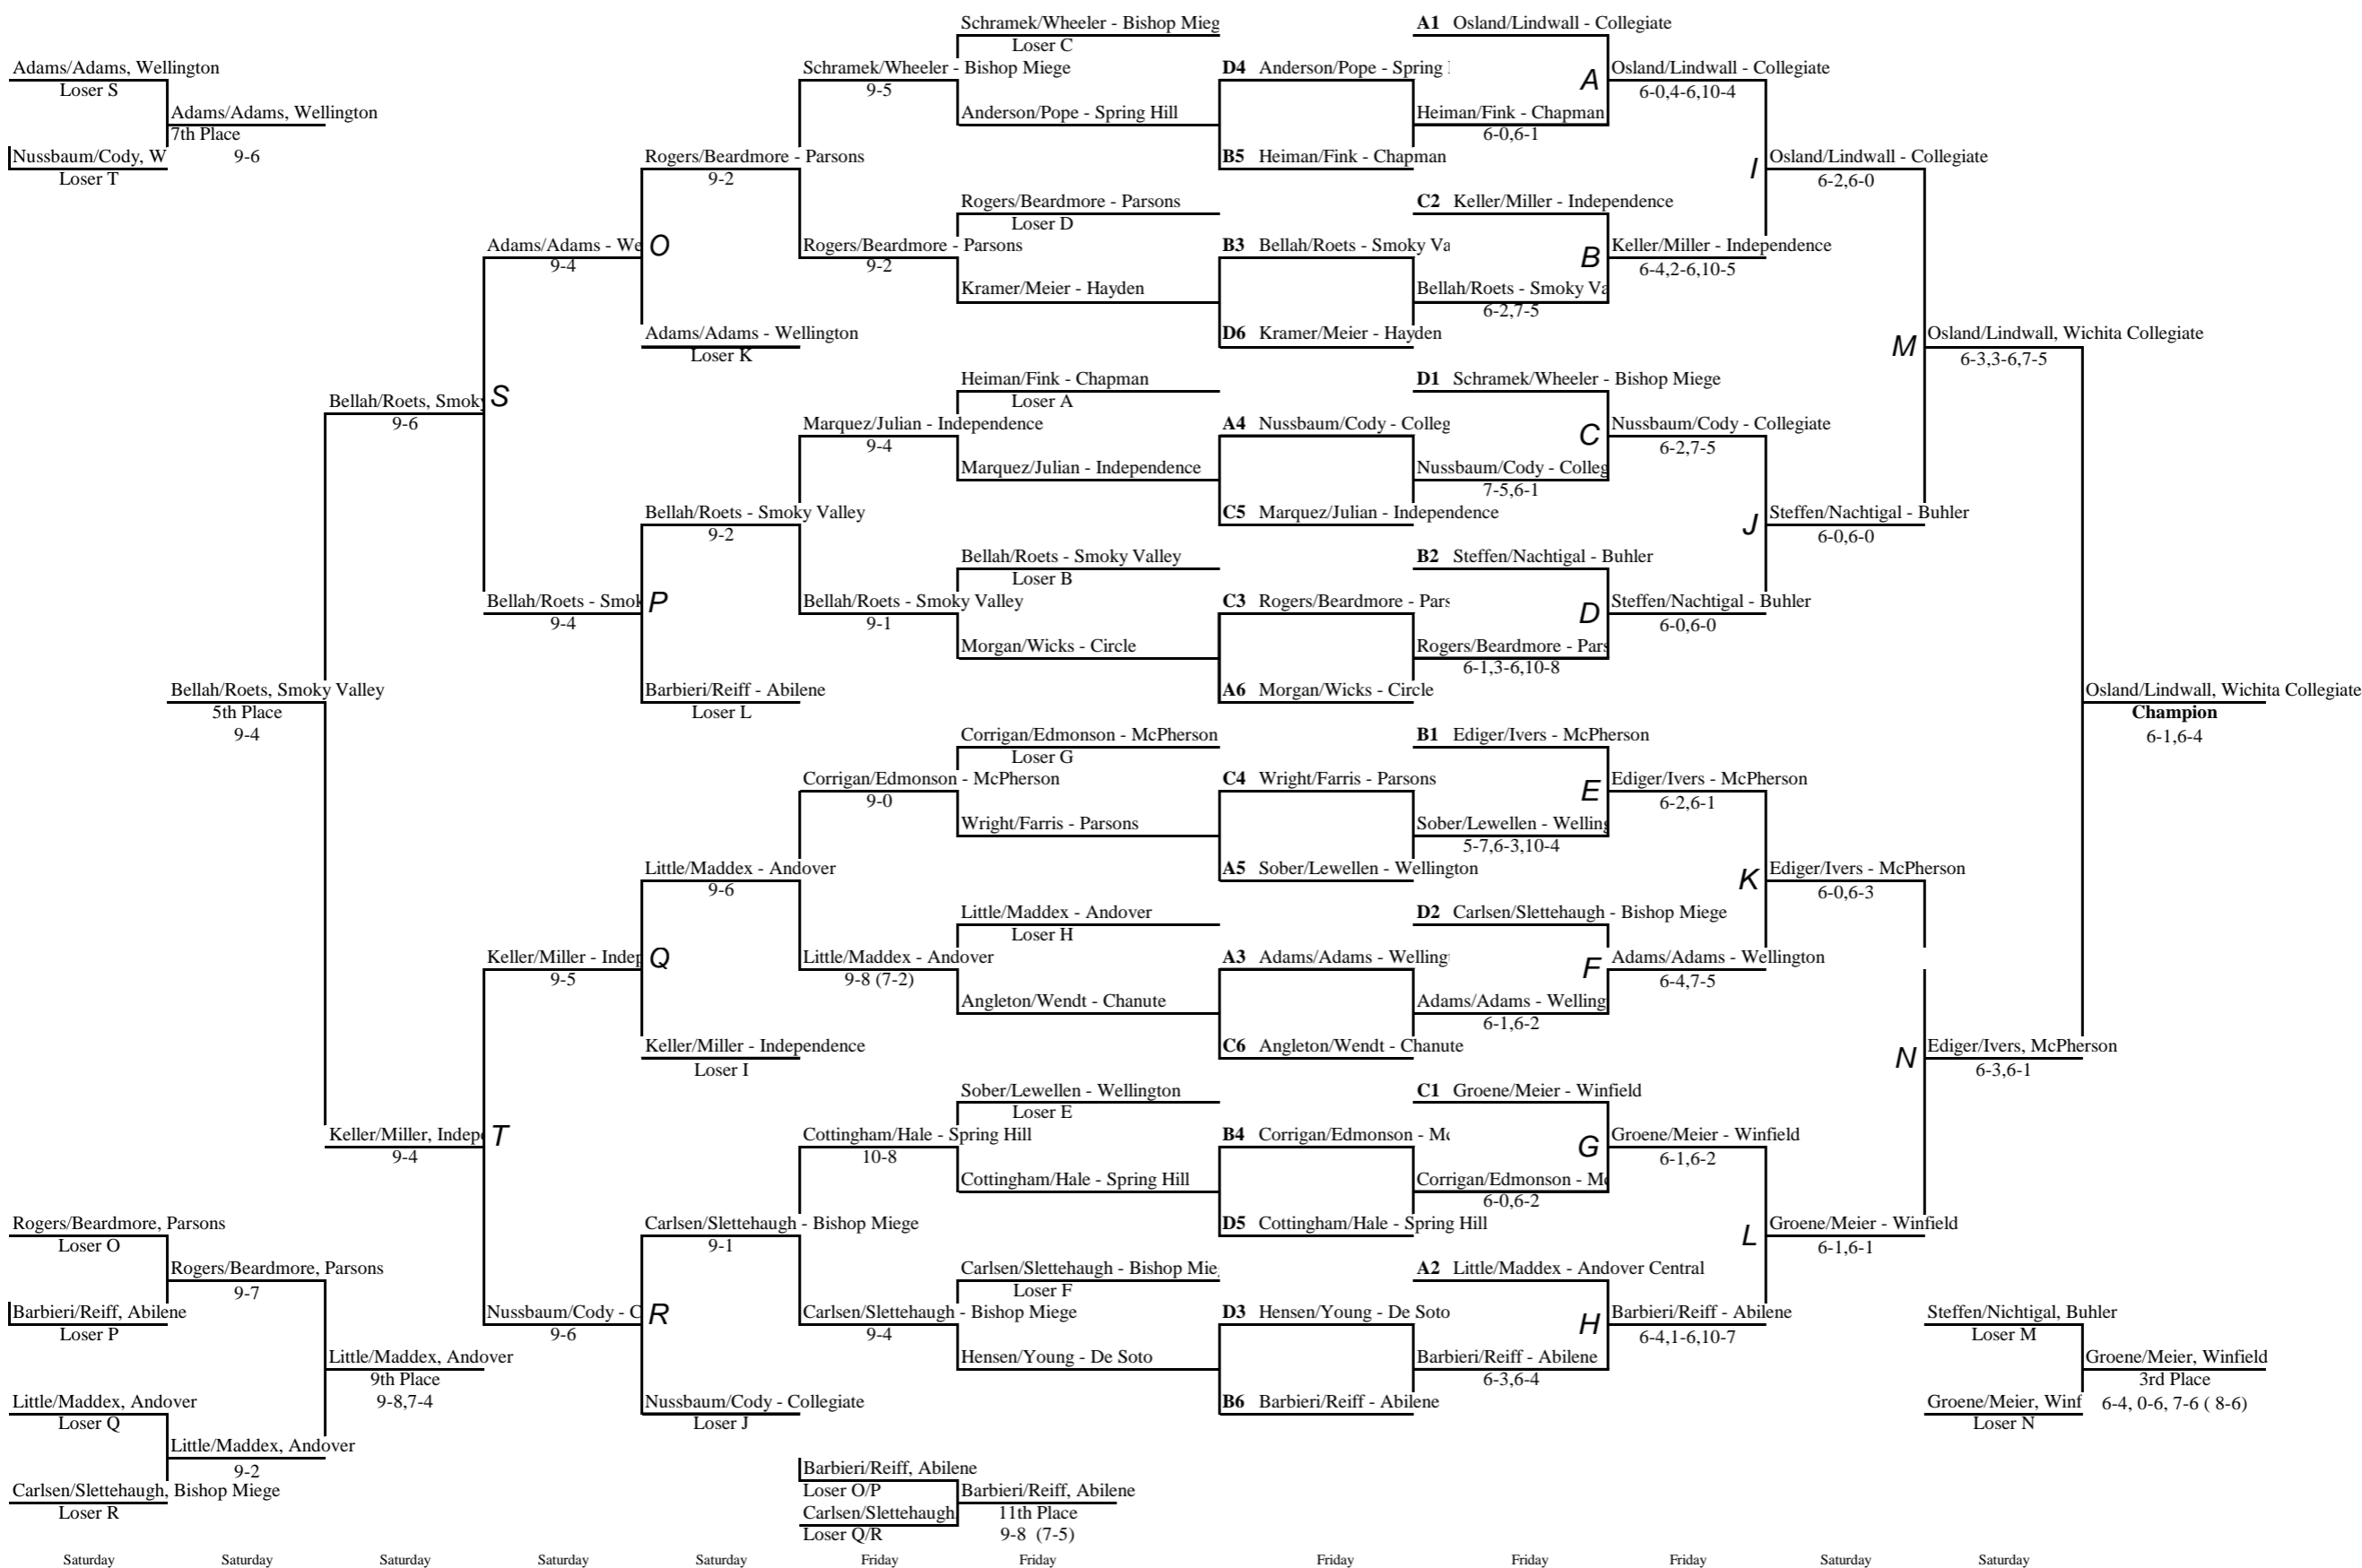 Schramek/Wheeler - Bishop Mieg
A1 Osland/Lindwall - Collegiate
Loser C
Adams/Adams, Wellington
Schramek/Wheeler - Bishop Miege
D4 Anderson/Pope - Spring
A
Osland/Lindwall - Collegiate
Loser S
9-5
6-0,4-6,10-4
Adams/Adams, Wellington
Anderson/Pope - Spring Hill
Heiman/Fink - Chapman
7th Place
6-0,6-1
Nussbaum/Cody, W
9-6
Rogers/Beardmore - Parsons
B5 Heiman/Fink - Chapman
I
Osland/Lindwall - Collegiate
Loser T
9-2
6-2,6-0
Rogers/Beardmore - Parsons
C2 Keller/Miller - Independence
Loser D
Adams/Adams - We
O
Rogers/Beardmore - Parsons
B3 Bellah/Roets - Smoky Va
B
Keller/Miller - Independence
9-4
9-2
6-4,2-6,10-5
Kramer/Meier - Hayden
Bellah/Roets - Smoky Va
6-2,7-5
Adams/Adams - Wellington
D6 Kramer/Meier - Hayden
M
Osland/Lindwall, Wichita Collegiate
Loser K
6-3,3-6,7-5
Heiman/Fink - Chapman
D1 Schramek/Wheeler - Bishop Miege
Loser A
Bellah/Roets, Smoky
S
9-6
Marquez/Julian - Independence
A4 Nussbaum/Cody - Colleg
C
Nussbaum/Cody - Collegiate
9-4
6-2,7-5
Marquez/Julian - Independence
Nussbaum/Cody - Colleg
7-5,6-1
Bellah/Roets - Smoky Valley
C5 Marquez/Julian - Independence
J
Steffen/Nachtigal - Buhler
9-2
6-0,6-0
Bellah/Roets - Smoky Valley
B2 Steffen/Nachtigal - Buhler
Loser B
Bellah/Roets - Smok
P
Bellah/Roets - Smoky Valley
C3 Rogers/Beardmore - Pars
D
Steffen/Nachtigal - Buhler
9-4
9-1
6-0,6-0
Morgan/Wicks - Circle
Rogers/Beardmore - Pars
6-1,3-6,10-8
Bellah/Roets, Smoky Valley
Barbieri/Reiff - Abilene
A6 Morgan/Wicks - Circle
Osland/Lindwall, Wichita Collegiate
5th Place
Loser L
Champion
9-4
Corrigan/Edmonson - McPherson
B1 Ediger/Ivers - McPherson
6-1,6-4
Loser G
Corrigan/Edmonson - McPherson
C4 Wright/Farris - Parsons
E
Ediger/Ivers - McPherson
9-0
6-2,6-1
Wright/Farris - Parsons
Sober/Lewellen - Welling
5-7,6-3,10-4
Little/Maddex - Andover
A5 Sober/Lewellen - Wellington
K
Ediger/Ivers - McPherson
9-6
6-0,6-3
Little/Maddex - Andover
D2 Carlsen/Slettehaugh - Bishop Miege
Loser H
Keller/Miller - Indep
Q
Little/Maddex - Andover
A3 Adams/Adams - Welling
F
Adams/Adams - Wellington
9-5
9-8 (7-2)
6-4,7-5
Angleton/Wendt - Chanute
Adams/Adams - Welling
6-1,6-2
Keller/Miller - Independence
C6 Angleton/Wendt - Chanute
N
Ediger/Ivers, McPherson
Loser I
6-3,6-1
Sober/Lewellen - Wellington
C1 Groene/Meier - Winfield
Loser E
Keller/Miller, Indepe
T
Cottingham/Hale - Spring Hill
B4 Corrigan/Edmonson - Mc
G
Groene/Meier - Winfield
9-4
10-8
6-1,6-2
Cottingham/Hale - Spring Hill
Corrigan/Edmonson - Mc
6-0,6-2
Rogers/Beardmore, Parsons
Carlsen/Slettehaugh - Bishop Miege
D5 Cottingham/Hale - Spring Hill
L
Groene/Meier - Winfield
Loser O
9-1
6-1,6-1
Rogers/Beardmore, Parsons
Carlsen/Slettehaugh - Bishop Mie
A2 Little/Maddex - Andover Central
9-7
Loser F
Barbieri/Reiff, Abilene
Nussbaum/Cody - C
R
Carlsen/Slettehaugh - Bishop Miege
D3 Hensen/Young - De Soto
H
Barbieri/Reiff - Abilene
Steffen/Nichtigal, Buhler
Loser P
9-6
9-4
6-4,1-6,10-7
Loser M
Little/Maddex, Andover
Hensen/Young - De Soto
Barbieri/Reiff - Abilene
Groene/Meier, Winfield
9th Place
6-3,6-4
3rd Place
Little/Maddex, Andover
9-8,7-4
Nussbaum/Cody - Collegiate
B6 Barbieri/Reiff - Abilene
Groene/Meier, Winf
6-4, 0-6, 7-6 ( 8-6)
Loser Q
Loser J
Loser N
Little/Maddex, Andover
9-2
Barbieri/Reiff, Abilene
Carlsen/Slettehaugh, Bishop Miege
Loser O/P
Barbieri/Reiff, Abilene
Loser R
Carlsen/Slettehaugh
11th Place
Loser Q/R
9-8 (7-5)
Saturday Saturday Saturday Saturday Saturday Friday Friday Friday Friday Friday Saturday Saturday